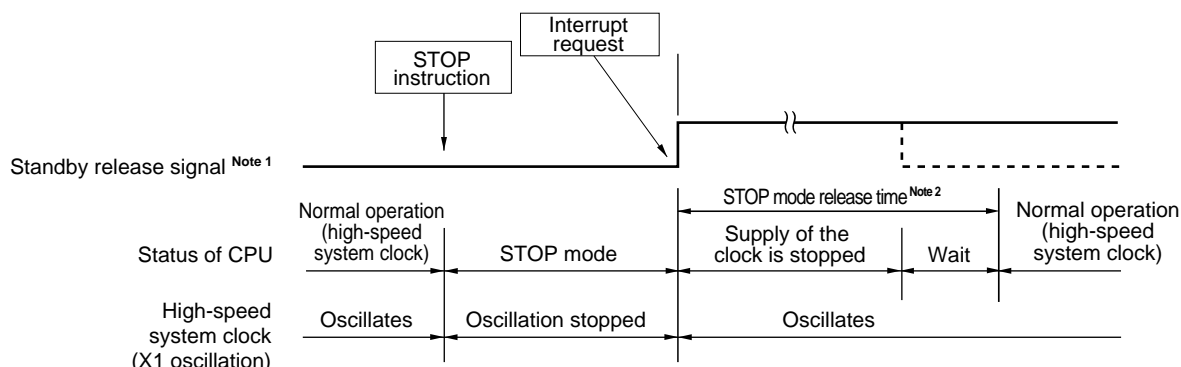 Interrupt
request
STOP
instruction
Standby release signal Note 1
STOP mode release time Note 2
Normal operation
(high-speed
system clock)
Supply of the
clock is stopped
Normal operation
(high-speed
system clock)
Status of CPU
STOP mode
Wait
High-speed
system clock
(X1 oscillation)
Oscillates
Oscillation stopped
Oscillates